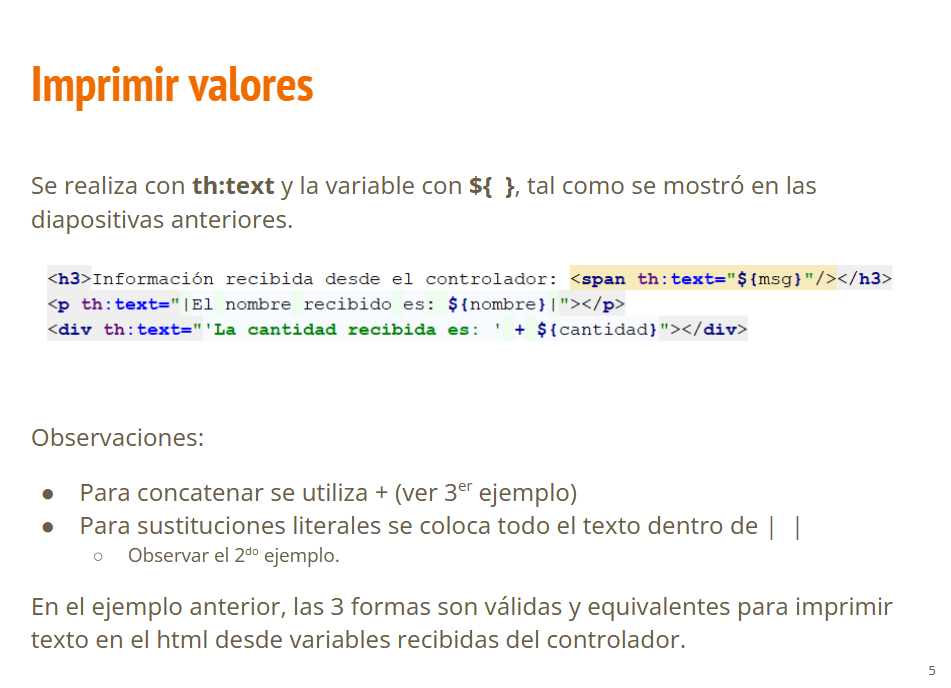 Imprimir valores
Se realiza con th:text y la variable con ${ }, tal como se mostró en las
diapositivas anteriores.
<h3>Información recibida desde el controlador: <span th:text="${msg}"/></h3>
<p th:text="|El nombre recibido es: ${nombre}|"></p>
<div th:text="'La cantidad recibida es: ' + ${cantidad}"></div>
Observaciones:
● Para concatenar se utiliza + (ver 3er ejemplo)
● Para sustituciones literales se coloca todo el texto dentro de | |
○ Observar el 2do ejemplo.
En el ejemplo anterior, las 3 formas son válidas y equivalentes para imprimir
texto en el html desde variables recibidas del controlador.
5